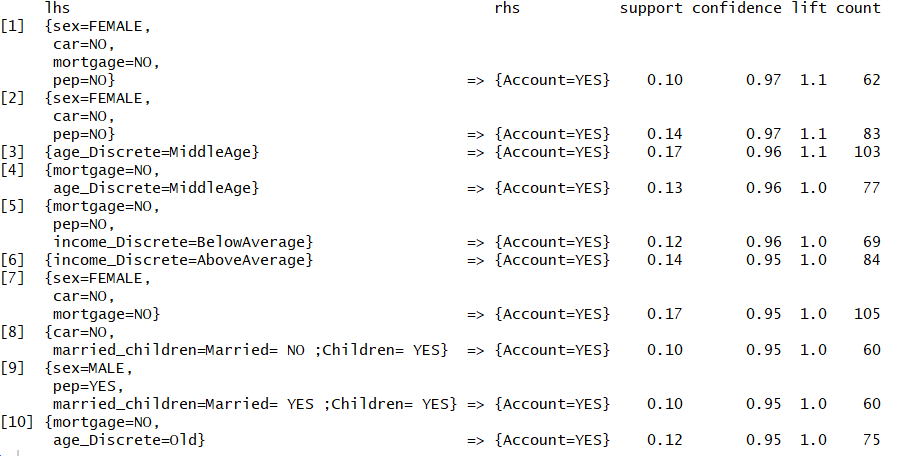 lhs                                                 rhs           support confidence lift count
[1]  {sex=FEMALE,
      car=NO,
      mortgage=NO,
      pep=NO}                                         => {Account=YES}    0.10       0.97  1.1    62
[2]  {sex=FEMALE,
      car=NO,
      pep=NO}                                         => {Account=YES}    0.14       0.97  1.1    83
[3]  {age_Discrete=MiddleAge}                         => {Account=YES}    0.17       0.96  1.1   103
[4]  {mortgage=NO,
      age_Discrete=MiddleAge}                         => {Account=YES}    0.13       0.96  1.0    77
[5]  {mortgage=NO,
      pep=NO,
      income_Discrete=BelowAverage}                   => {Account=YES}    0.12       0.96  1.0    69
[6]  {income_Discrete=AboveAverage}                   => {Account=YES}    0.14       0.95  1.0    84
[7]  {sex=FEMALE,
      car=NO,
      mortgage=NO}                                    => {Account=YES}    0.17       0.95  1.0   105
[8]  {car=NO,
      married_children=Married= NO ;Children= YES}    => {Account=YES}    0.10       0.95  1.0    60
[9]  {sex=MALE,
      pep=YES,
      married_children=Married= YES ;Children= YES}   => {Account=YES}    0.10       0.95  1.0    60
[10] {mortgage=NO,
      age_Discrete=Old}                               => {Account=YES}    0.12       0.95  1.0    75